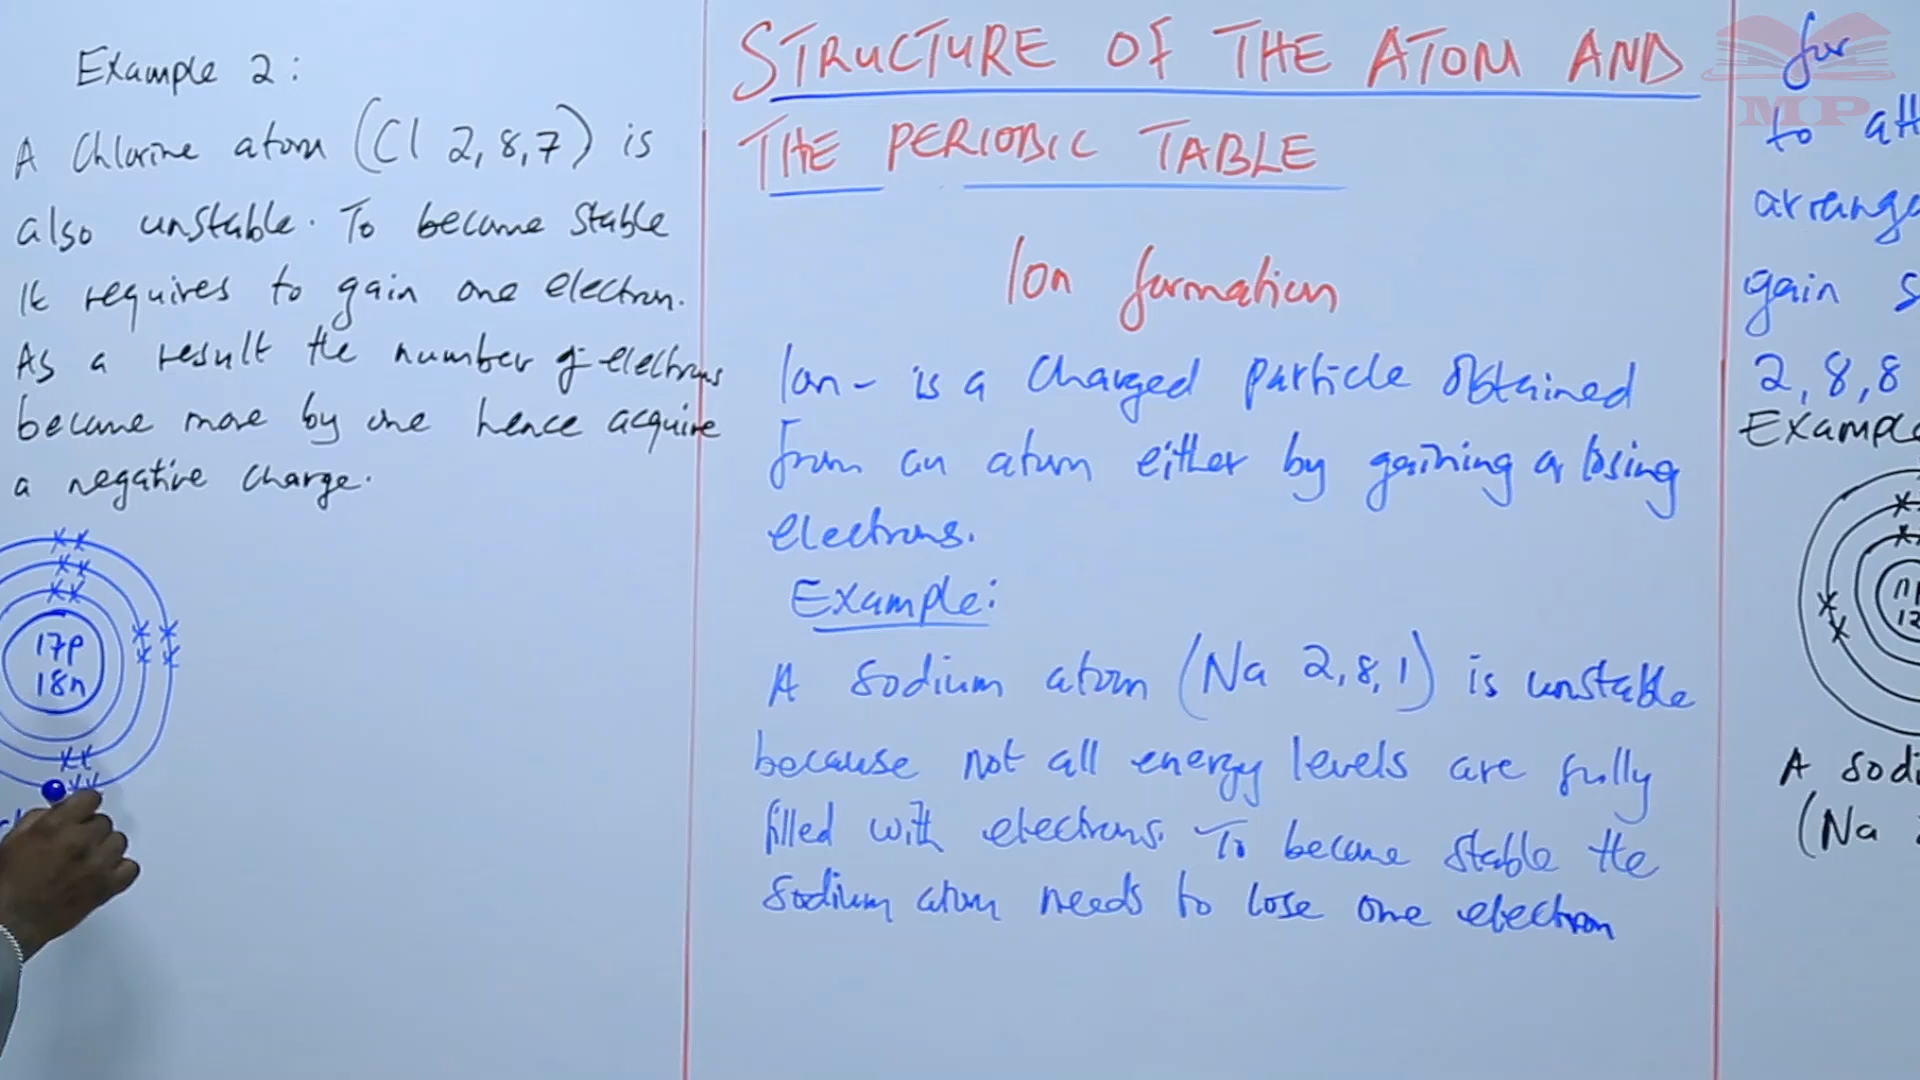 Example 2:
A Chlorine atom (Cl 2,8,7) is
also unstable. To become stable
It requires to gain one electron.
As a result the number of electrons
become more by one hence acquire
a negative charge.
17p
18n
STRUCTURE OF THE ATOM AND
THE PERIODIC TABLE
Ion formation
Ion - is a charged particle obtained
from an atom either by gaining or losing
electrons.
Example:
A sodium atom (Na 2,8,1) is unstable
because not all energy levels are fully
filled with electrons. To become stable the
sodium atom needs to lose one electron
for
to att
arrange
gain s
2,8,8
Example
12
A sodi
(Na
MP